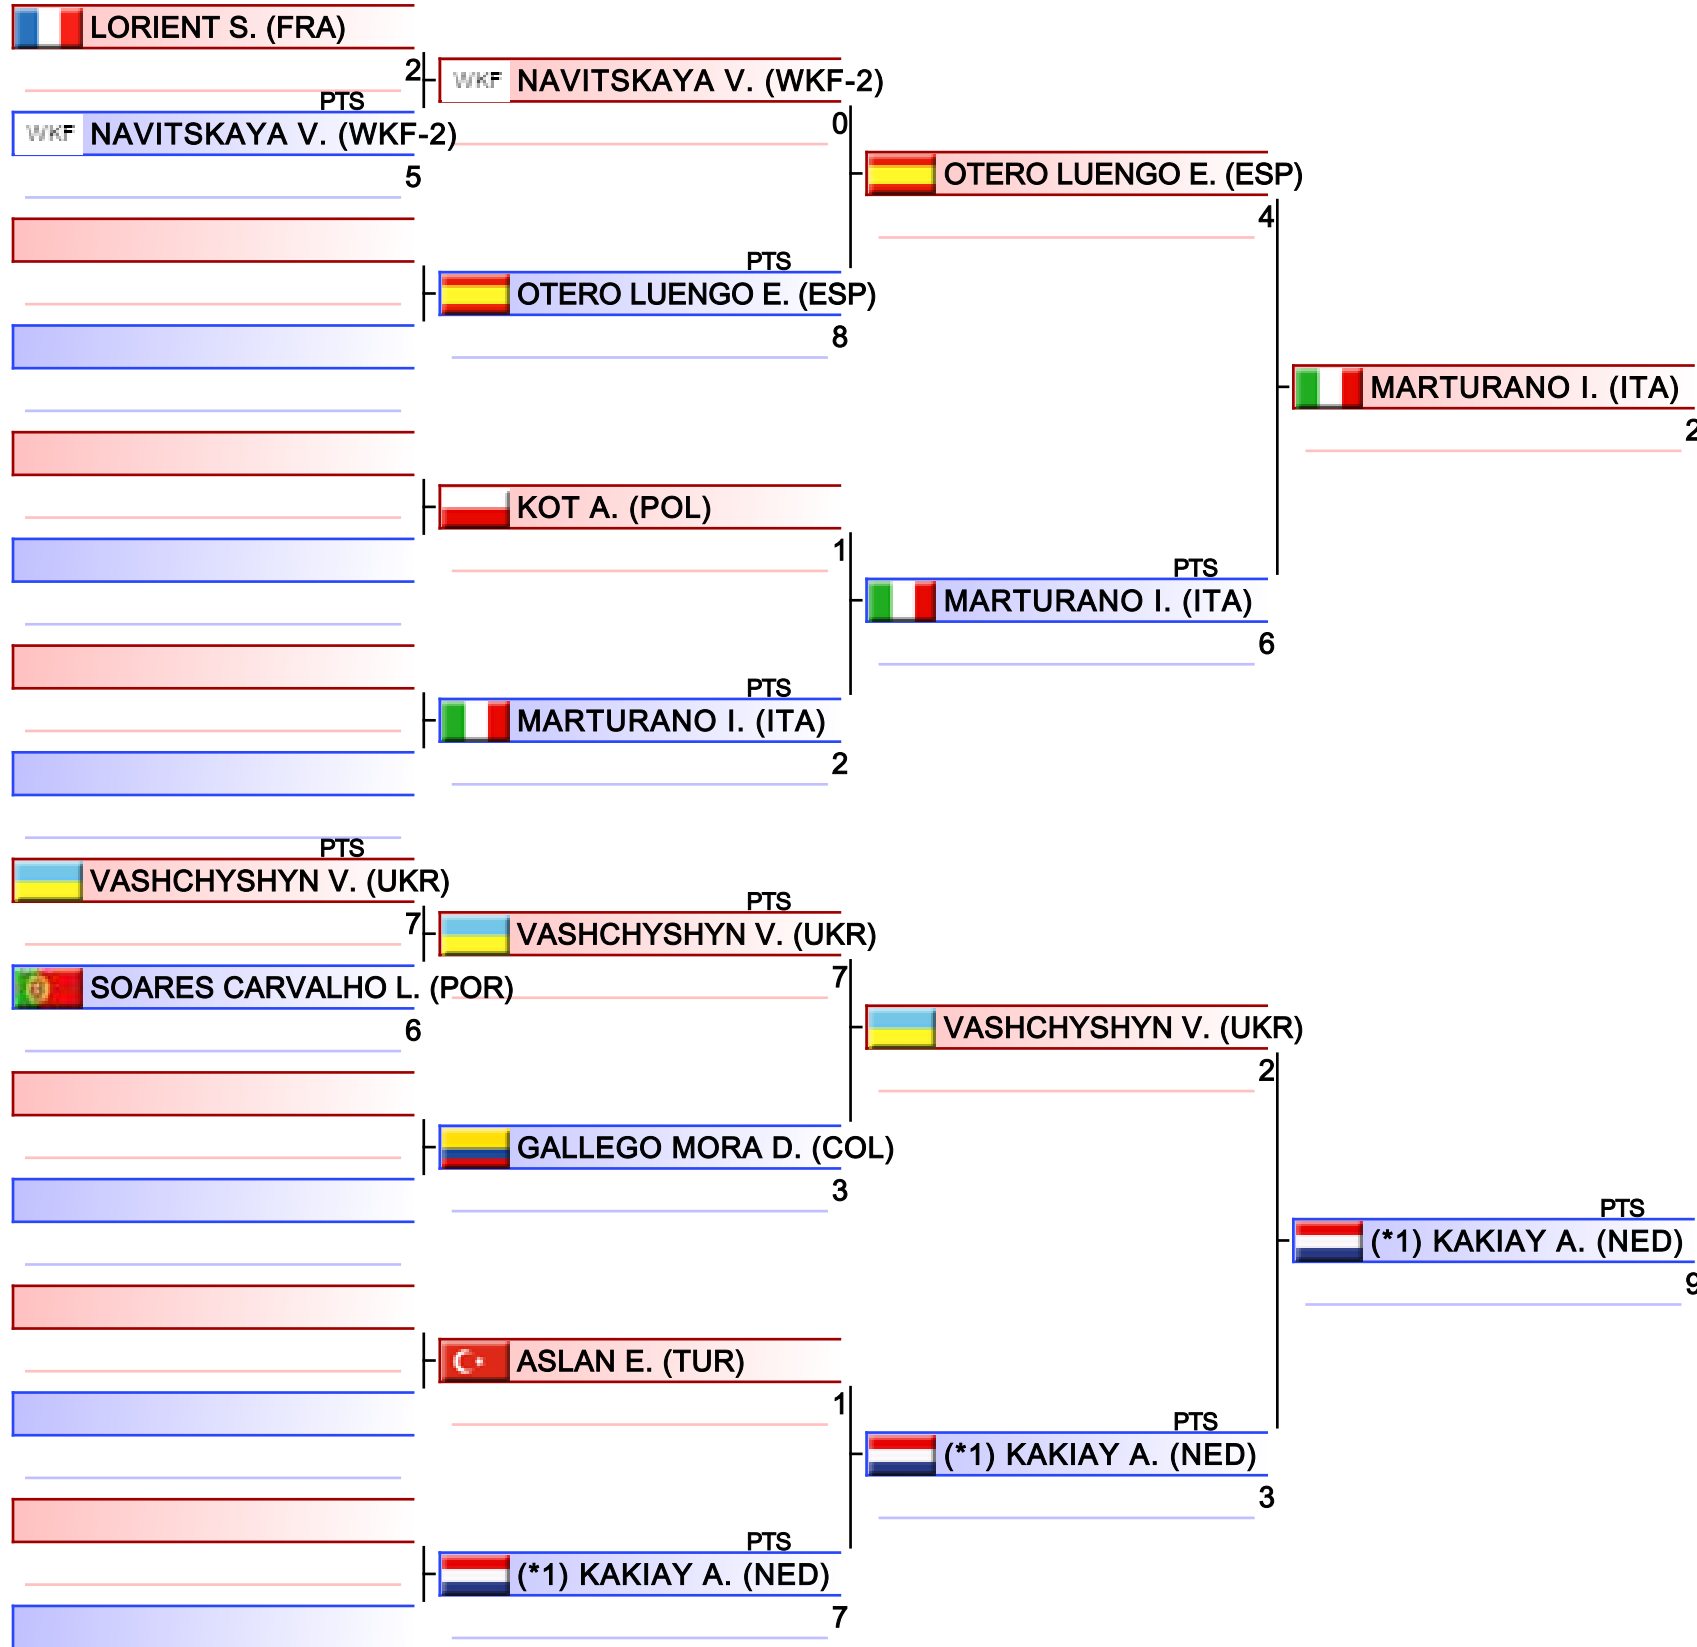 LORIENT S. (FRA)
2
PTS
WKF NAVITSKAYA V. (WKF-2)
5
WKF NAVITSKAYA V. (WKF-2)
0
PTS
OTERO LUENGO E. (ESP)
8
OTERO LUENGO E. (ESP)
4
KOT A. (POL)
1
PTS
MARTURANO I. (ITA)
2
PTS
MARTURANO I. (ITA)
6
MARTURANO I. (ITA)
2
PTS
VASHCHYSHYN V. (UKR)
7
SOARES CARVALHO L. (POR)
6
PTS
VASHCHYSHYN V. (UKR)
7
GALLEGO MORA D. (COL)
3
VASHCHYSHYN V. (UKR)
2
ASLAN E. (TUR)
1
PTS
(*1) KAKIAY A. (NED)
7
PTS
(*1) KAKIAY A. (NED)
3
PTS
(*1) KAKIAY A. (NED)
9